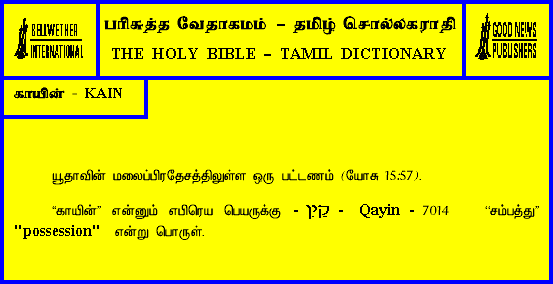 BELLWETHER
INTERNATIONAL
பரிசுத்த வேதாகமம் – தமிழ் சொல்லகராதி
THE HOLY BIBLE – TAMIL DICTIONARY
GOOD NEWS
PUBLISHERS
காயின் - KAIN
யூதாவின் மலைப்பிரதேசத்திலுள்ள ஒரு பட்டணம் (யோசு 15:57).
“காயின்” என்னும் எபிரெய பெயருக்கு - קַיִן - Qayin - 7014 “சம்பத்து”
"possession" என்று பொருள்.